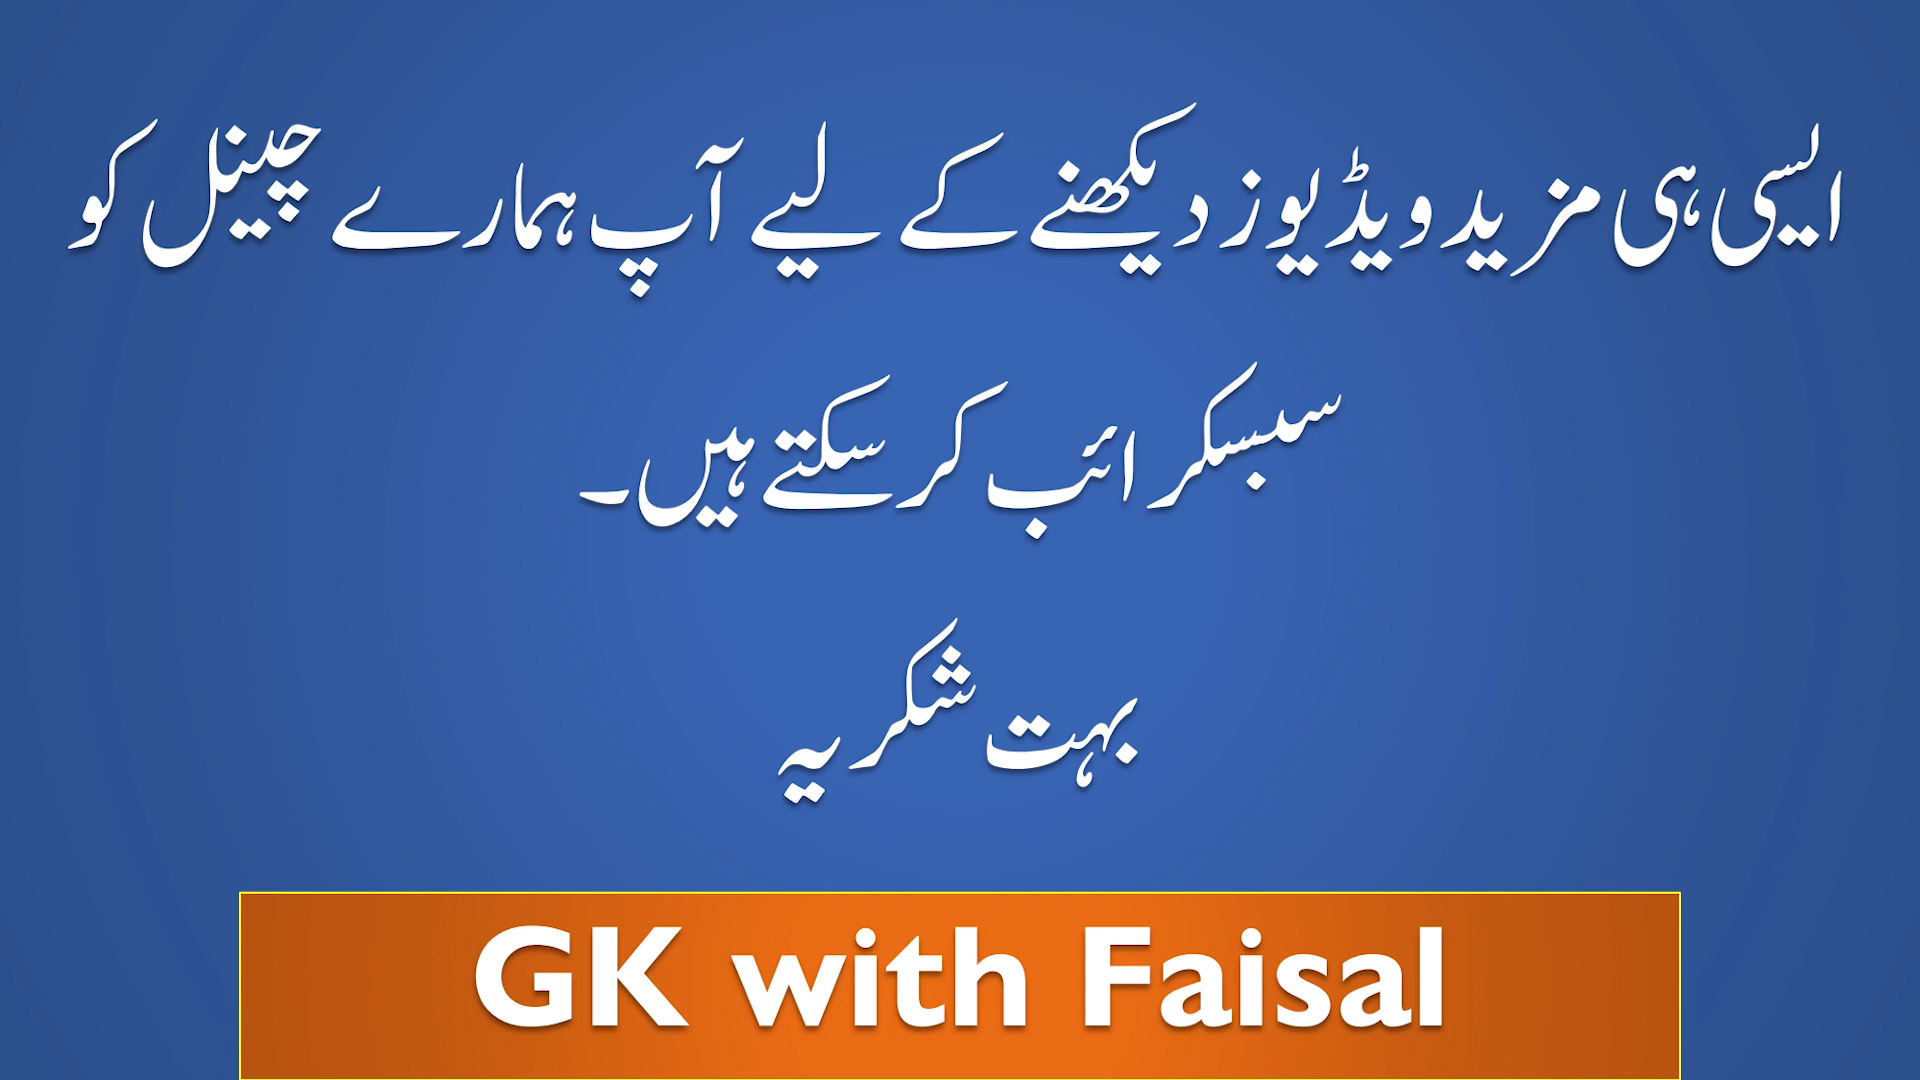 ایسی ہی مزید ویڈیوز دیکھنے کے لیے آپ ہمارے چینل کو
سبسکرائب کر سکتے ہیں۔
بہت شکریہ
GK with Faisal